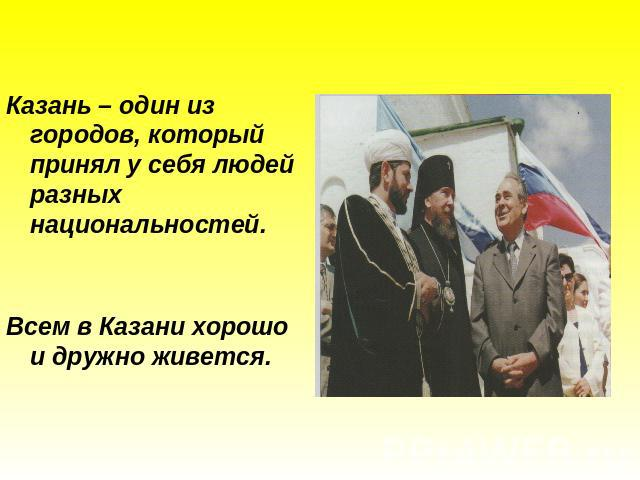 Казань – один из
городов, который
принял у себя людей
разных
национальностей.
Всем в Казани хорошо
и дружно живется.